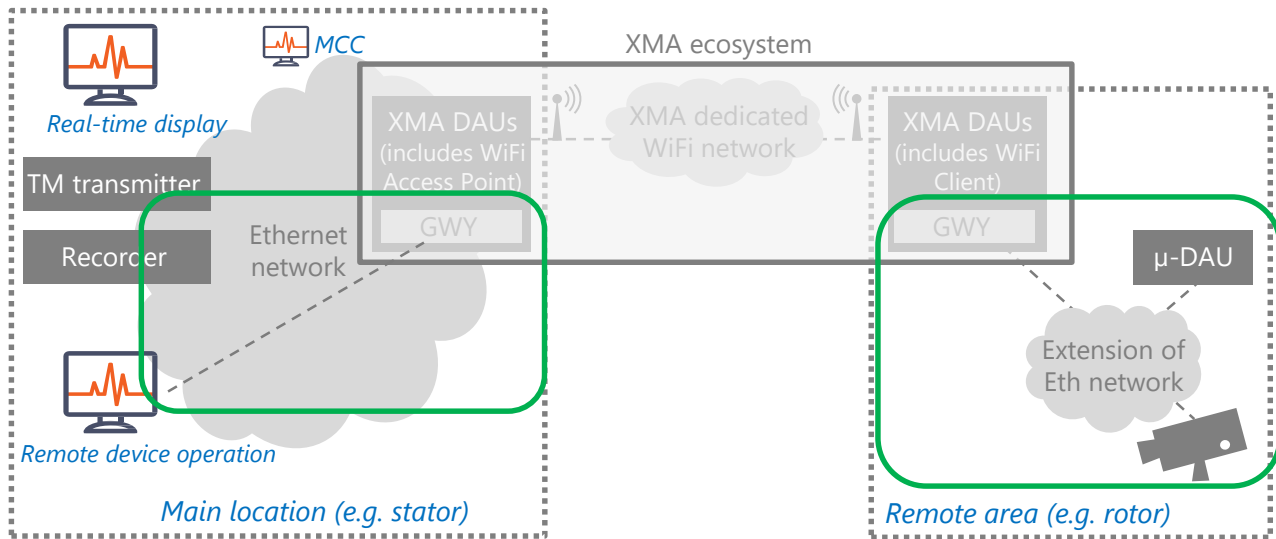 MCC
XMA ecosystem
Real-time display
XMA DAUs
(includes WiFi
Access Point)
GWY
XMA dedicated
WiFi network
XMA DAUs
(includes WiFi
Client)
GWY
TM transmitter
Recorder
Ethernet
network
µ-DAU
Extension of
Eth network
Remote device operation
Main location (e.g. stator)
Remote area (e.g. rotor)